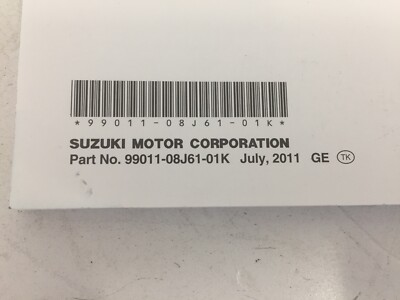 *99011-08J61-01K*
SUZUKI MOTOR CORPORATION
Part No. 99011-08J61-01K July, 2011 GE TK